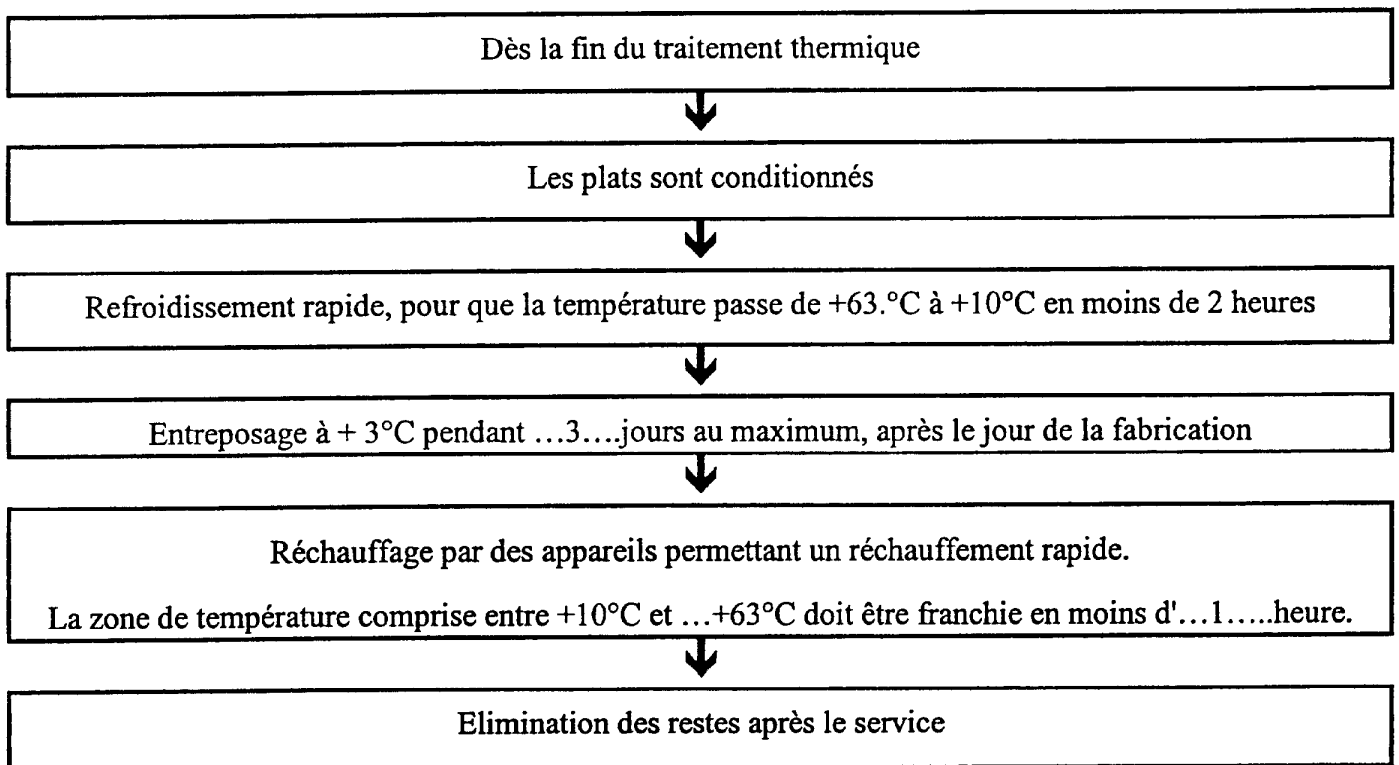 Dès la fin du traitement thermique
Les plats sont conditionnés
Refroidissement rapide, pour que la température passe de +63.°C à +10°C en moins de 2 heures
Entreposage à + 3°C pendant …3….jours au maximum, après le jour de la fabrication
Réchauffage par des appareils permettant un réchauffement rapide.
La zone de température comprise entre +10°C et …+63°C doit être franchie en moins d'…1…..heure.
Elimination des restes après le service